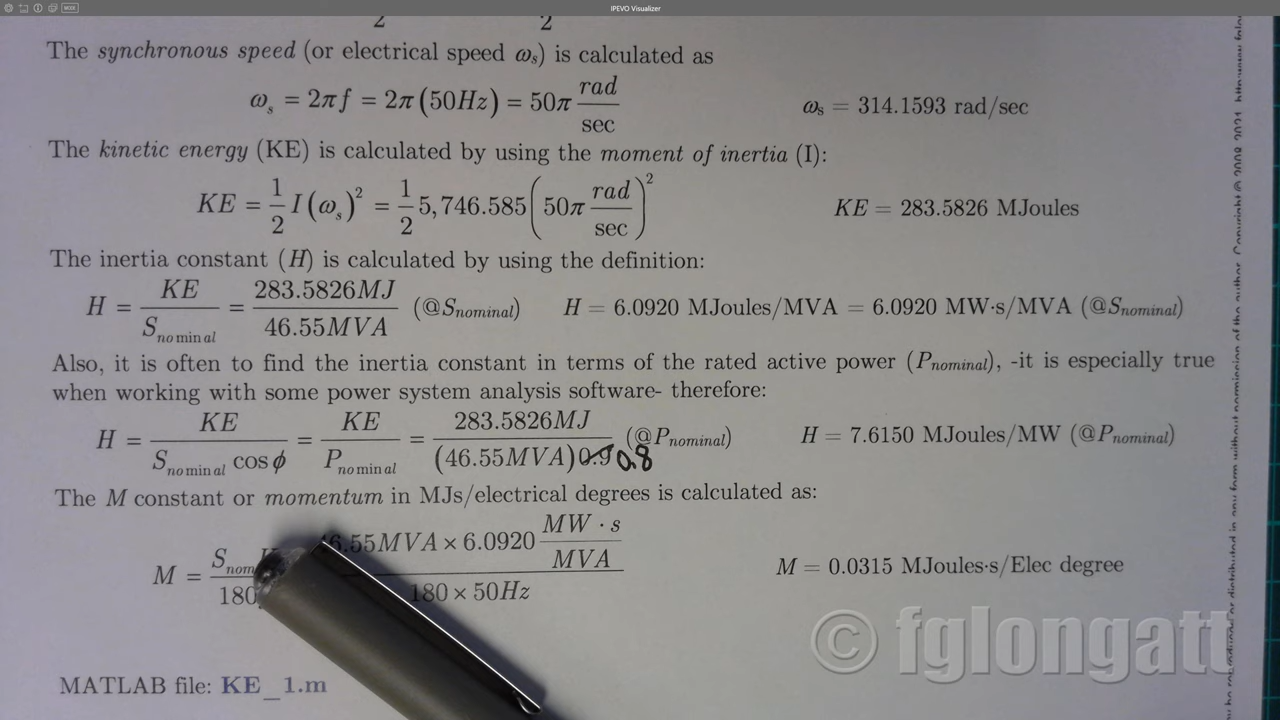 IPEVO Visualizer
2 2
The synchronous speed (or electrical speed ωs) is calculated as
ωs = 2πf = 2π(50Hz) = 50π rad/sec ωs = 314.1593 rad/sec
The kinetic energy (KE) is calculated by using the moment of inertia (I):
KE = 1/2 I(ωs)² = 1/2 5,746.585(50π rad/sec)² KE = 283.5826 MJoules
The inertia constant (H) is calculated by using the definition:
H = KE/Snominal = 283.5826MJ/46.55MVA (@Snominal) H = 6.0920 MJoules/MVA = 6.0920 MW·s/MVA (@Snominal)
Also, it is often to find the inertia constant in terms of the rated active power (Pnominal), -it is especially true
when working with some power system analysis software- therefore:
H = KE/Snominal cosϕ = KE/Pnominal = 283.5826MJ/(46.55MVA)0.9 0.8 (@Pnominal) H = 7.6150 MJoules/MW (@Pnominal)
The M constant or momentum in MJs/electrical degrees is calculated as:
M = Snom/180 6.55MVA × 6.0920 MW·s/MVA / 180 × 50Hz M = 0.0315 MJoules·s/Elec degree
© fglongatt
MATLAB file: KE_1.m